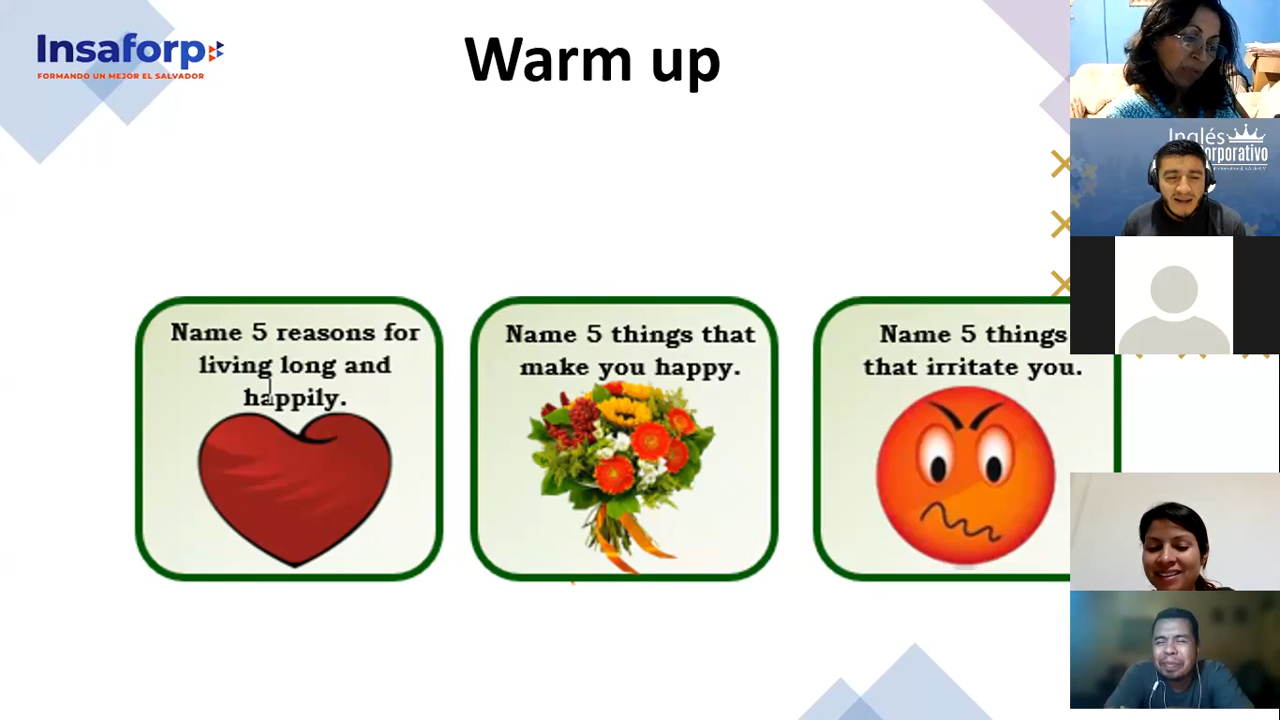 Insaforp
FORMANDO UN MEJOR EL SALVADOR
Warm up
Name 5 reasons for
living long and
happily.
Name 5 things that
make you happy.
Name 5 things
that irritate you.
Inglés